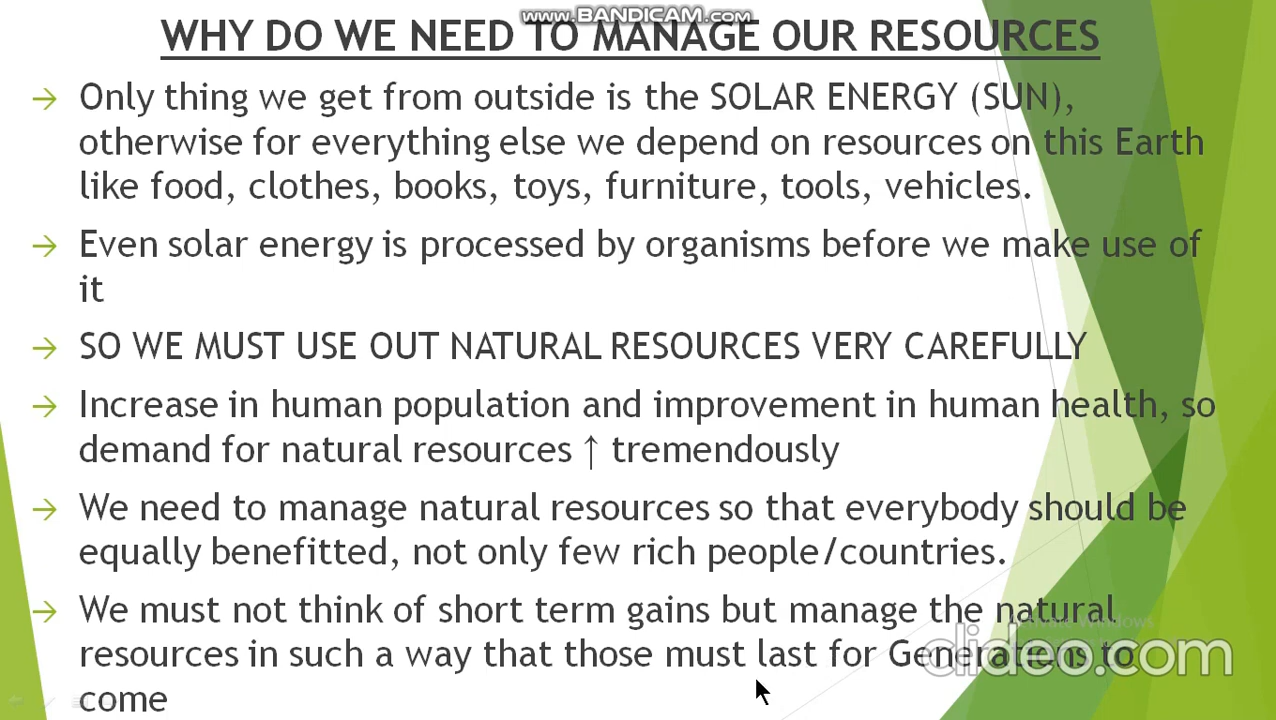 www.BANDICAM.com
WHY DO WE NEED TO MANAGE OUR RESOURCES
→ Only thing we get from outside is the SOLAR ENERGY (SUN),
otherwise for everything else we depend on resources on this Earth
like food, clothes, books, toys, furniture, tools, vehicles.
→ Even solar energy is processed by organisms before we make use of
it
→ SO WE MUST USE OUT NATURAL RESOURCES VERY CAREFULLY
→ Increase in human population and improvement in human health, so
demand for natural resources ↑ tremendously
→ We need to manage natural resources so that everybody should be
equally benefitted, not only few rich people/countries.
→ We must not think of short term gains but manage the natural
Activate Windows
resources in such a way that those must last for Generations to
clideo.com
come